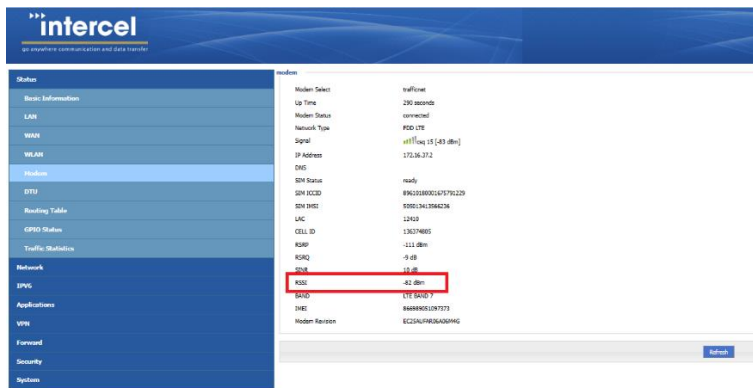 intercel
go anywhere communication and data transfer
Status
Basic Information
LAN
WAN
WLAN
Modem
DTU
Routing Table
GPIO Status
Traffic Statistics
Network
IPV6
Applications
VPN
Forward
Security
System
modem
Modem Select trafficnet
Up Time 290 seconds
Modem Status connected
Network Type FDD LTE
Signal csq 15 [-83 dBm]
IP Address 172.16.37.2
DNS
SIM Status ready
SIM ICCID 89610180001675791229
SIM IMSI 505013413566236
LAC 12410
CELL ID 136374805
RSRP -111 dBm
RSRQ -9 dB
SINR 10 dB
RSSI -82 dBm
BAND LTE BAND 7
IMEI 866989051097373
Modem Revision EC25AUFAR06A06M4G
Refresh